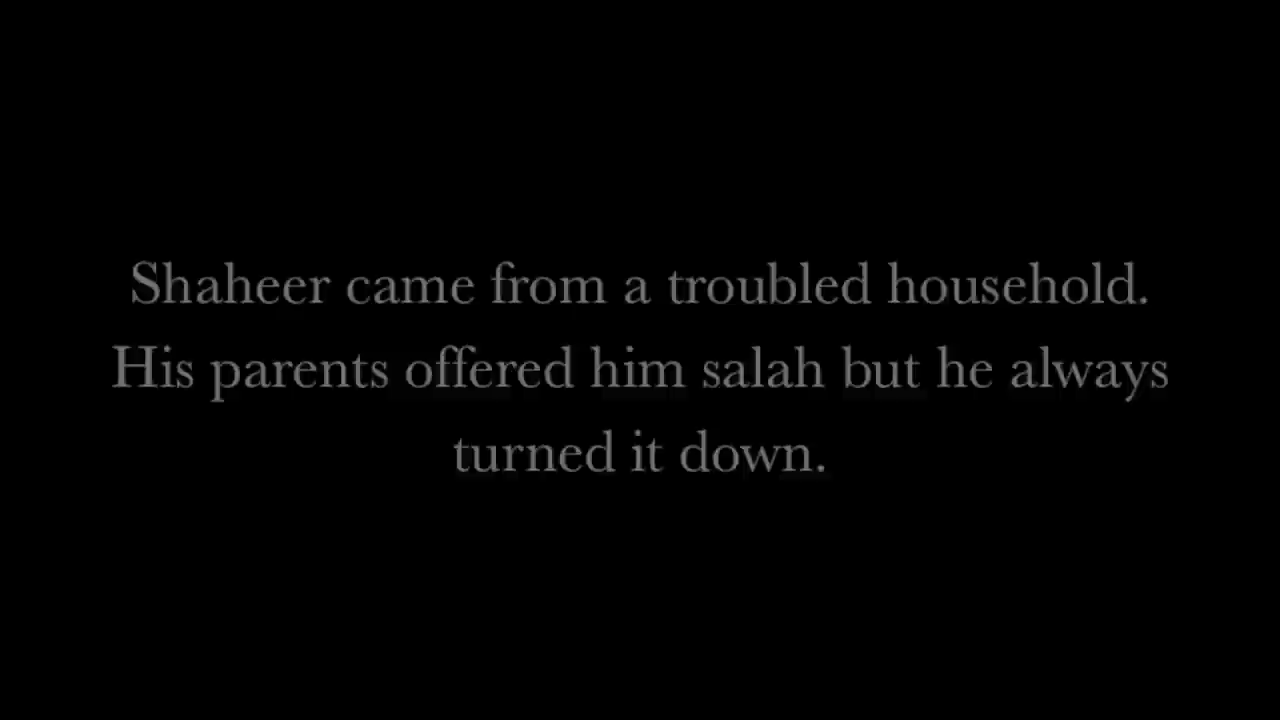 Shaheer came from a troubled household.
His parents offered him salah but he always
turned it down.